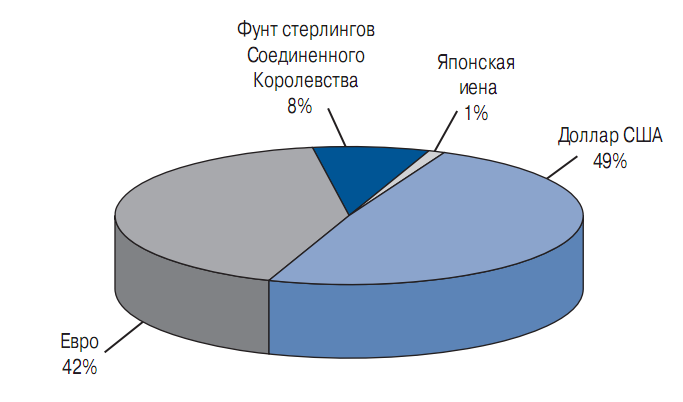 Фунт стерлингов
Соединенного
Королевства
8%
Японская
иена
1%
Доллар США
49%
Евро
42%